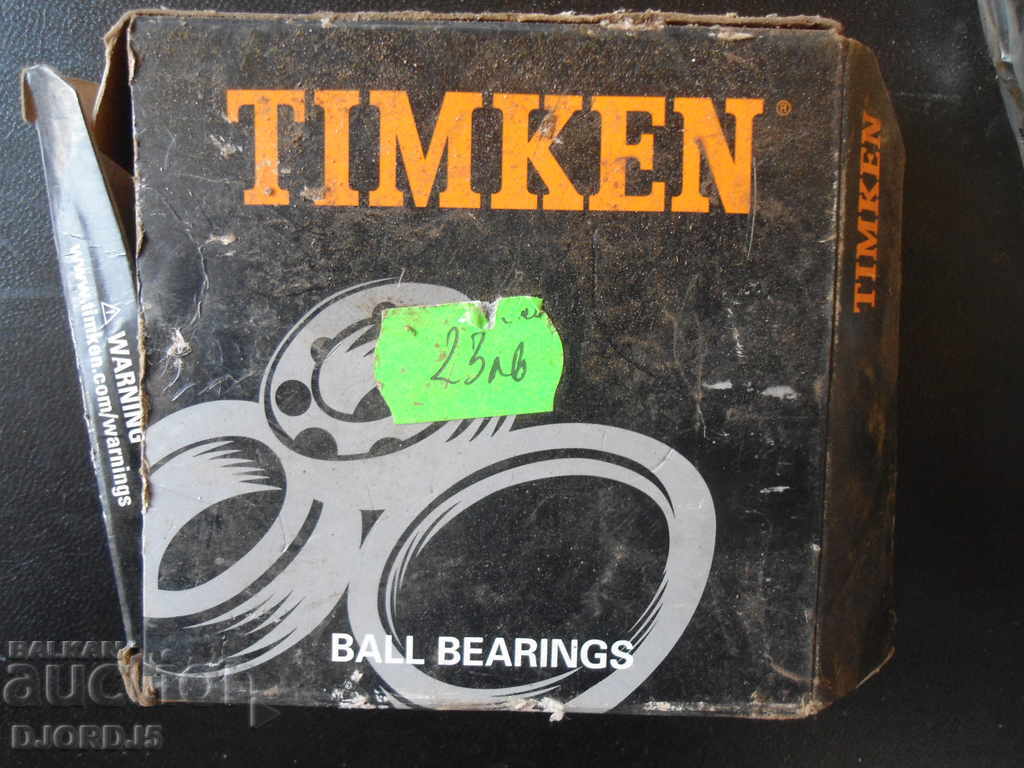 TIMKEN®
TIMKEN
⚠WARNING
www.timken.com/warnings
23лв
BALL BEARINGS
BALKAN
auction
DJORDJ5